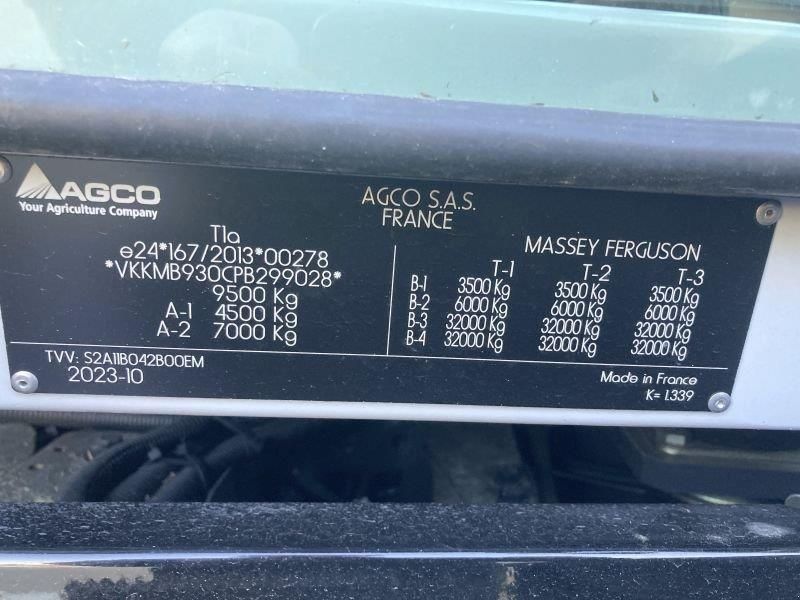 AGCO
Your Agriculture Company
AGCO S.A.S.
FRANCE
T1a
e24*167/2013*00278
*VKKMB930CPB299028*
9500 Kg
A-1 4500 Kg
A-2 7000 Kg
MASSEY FERGUSON
T-1 T-2 T-3
B-1 3500 Kg 3500 Kg 3500 Kg
B-2 6000 Kg 6000 Kg 6000 Kg
B-3 32000 Kg 32000 Kg 32000 Kg
B-4 32000 Kg 32000 Kg 32000 Kg
TVV: S2A11B042B00EM
2023-10
Made in France
K= 1.339